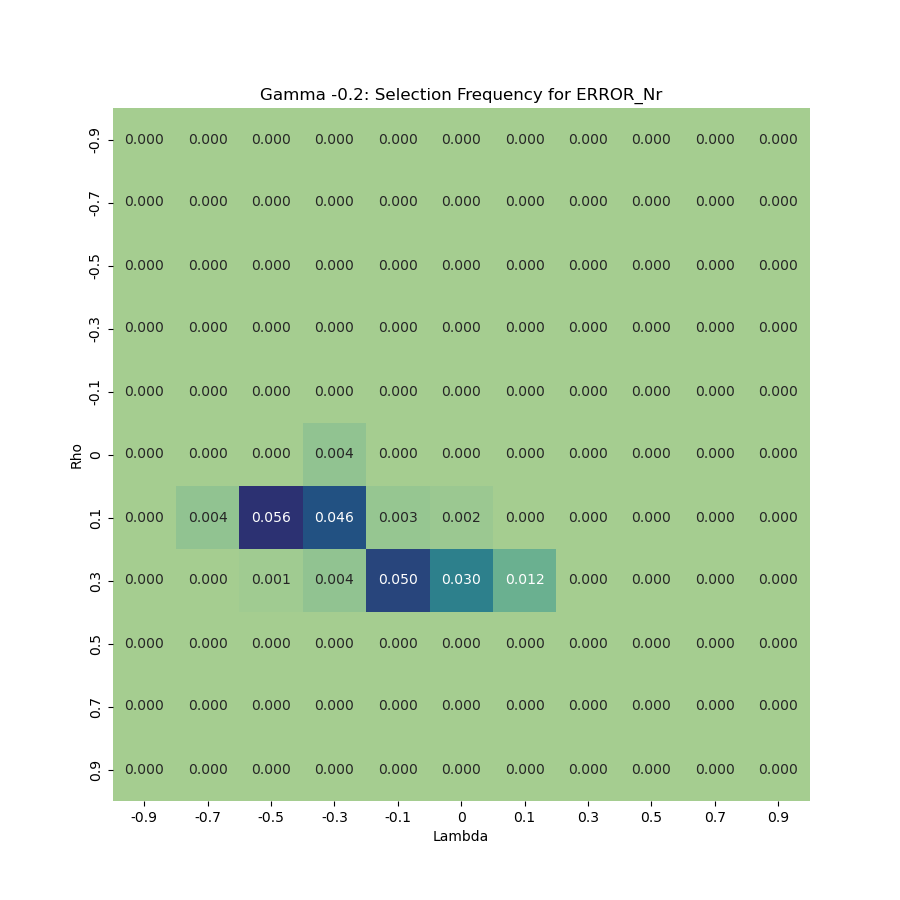 Gamma -0.2: Selection Frequency for ERROR_Nr
-0.9 0.000 0.000 0.000 0.000 0.000 0.000 0.000 0.000 0.000 0.000 0.000
-0.7 0.000 0.000 0.000 0.000 0.000 0.000 0.000 0.000 0.000 0.000 0.000
-0.5 0.000 0.000 0.000 0.000 0.000 0.000 0.000 0.000 0.000 0.000 0.000
-0.3 0.000 0.000 0.000 0.000 0.000 0.000 0.000 0.000 0.000 0.000 0.000
-0.1 0.000 0.000 0.000 0.000 0.000 0.000 0.000 0.000 0.000 0.000 0.000
Rho
0 0.000 0.000 0.000 0.004 0.000 0.000 0.000 0.000 0.000 0.000 0.000
0.1 0.000 0.004 0.056 0.046 0.003 0.002 0.000 0.000 0.000 0.000 0.000
0.3 0.000 0.000 0.001 0.004 0.050 0.030 0.012 0.000 0.000 0.000 0.000
0.5 0.000 0.000 0.000 0.000 0.000 0.000 0.000 0.000 0.000 0.000 0.000
0.7 0.000 0.000 0.000 0.000 0.000 0.000 0.000 0.000 0.000 0.000 0.000
0.9 0.000 0.000 0.000 0.000 0.000 0.000 0.000 0.000 0.000 0.000 0.000
-0.9 -0.7 -0.5 -0.3 -0.1 0 0.1 0.3 0.5 0.7 0.9
Lambda